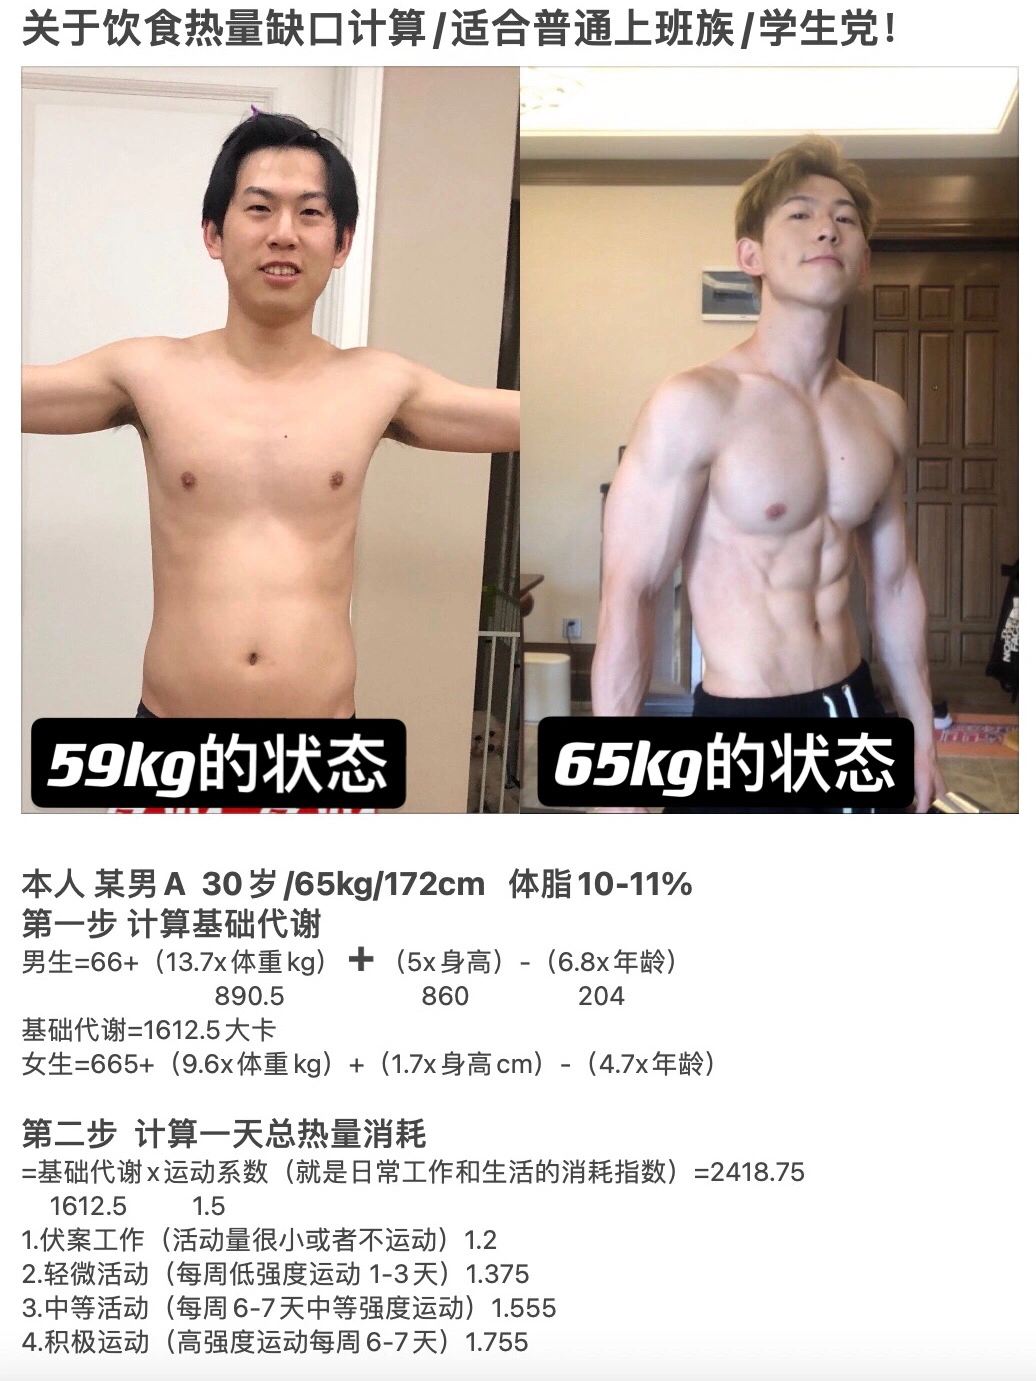 关于饮食热量缺口计算/适合普通上班族/学生党！
NORTH
FACE
59kg的状态
65kg的状态
本人 某男A 30岁/65kg/172cm 体脂10-11%
第一步 计算基础代谢
男生=66+（13.7x体重kg）+（5x身高）-（6.8x年龄）
890.5 860 204
基础代谢=1612.5大卡
女生=665+（9.6x体重kg）+（1.7x身高cm）-（4.7x年龄）
第二步 计算一天总热量消耗
=基础代谢x运动系数（就是日常工作和生活的消耗指数）=2418.75
1612.5 1.5
1.伏案工作（活动量很小或者不运动）1.2
2.轻微活动（每周低强度运动 1-3天）1.375
3.中等活动（每周6-7天中等强度运动）1.555
4.积极运动（高强度运动每周6-7天）1.755